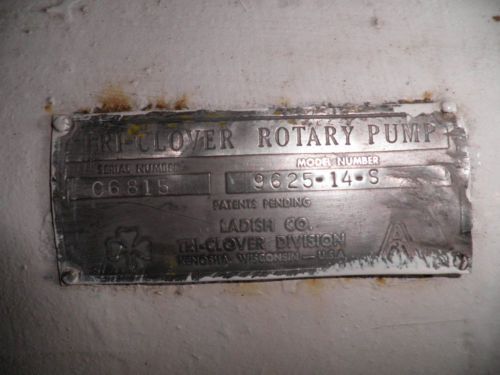 TRI-CLOVER ROTARY PUMP
SERIAL NUMBER MODEL NUMBER
06815 9625-14-S
PATENTS PENDING
LADISH CO.
TRI-CLOVER DIVISION
KENOSHA, WISCONSIN — U.S.A.